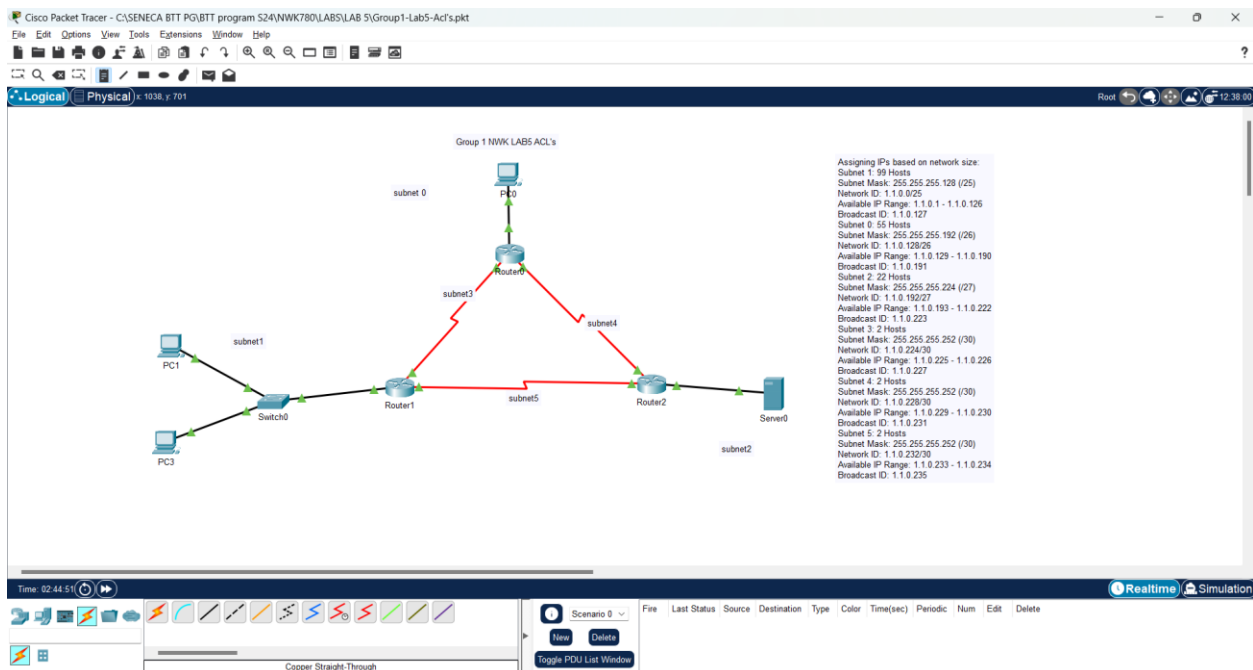 Cisco Packet Tracer - C:\SENECA BTT PG\BTT program S24\NWK780\LABS\LAB 5\Group1-Lab5-Acl's.pkt
File Edit Options View Tools Extensions Window Help
?
Logical Physical x: 1038, y: 701 Root 12:38:00
Group 1 NWK LAB5 ACL's
subnet 0
PC0
Router0
subnet3
subnet4
subnet1
PC1
Switch0
Router1
subnet5
Router2
Server0
PC3
subnet2
Assigning IPs based on network size:
Subnet 1: 99 Hosts
Subnet Mask: 255.255.255.128 (/25)
Network ID: 1.1.0.0/25
Available IP Range: 1.1.0.1 - 1.1.0.126
Broadcast ID: 1.1.0.127
Subnet 0: 55 Hosts
Subnet Mask: 255.255.255.192 (/26)
Network ID: 1.1.0.128/26
Available IP Range: 1.1.0.129 - 1.1.0.190
Broadcast ID: 1.1.0.191
Subnet 2: 22 Hosts
Subnet Mask: 255.255.255.224 (/27)
Network ID: 1.1.0.192/27
Available IP Range: 1.1.0.193 - 1.1.0.222
Broadcast ID: 1.1.0.223
Subnet 3: 2 Hosts
Subnet Mask: 255.255.255.252 (/30)
Network ID: 1.1.0.224/30
Available IP Range: 1.1.0.225 - 1.1.0.226
Broadcast ID: 1.1.0.227
Subnet 4: 2 Hosts
Subnet Mask: 255.255.255.252 (/30)
Network ID: 1.1.0.228/30
Available IP Range: 1.1.0.229 - 1.1.0.230
Broadcast ID: 1.1.0.231
Subnet 5: 2 Hosts
Subnet Mask: 255.255.255.252 (/30)
Network ID: 1.1.0.232/30
Available IP Range: 1.1.0.233 - 1.1.0.234
Broadcast ID: 1.1.0.235
Time: 02:44:51 Realtime Simulation
Scenario 0 Fire Last Status Source Destination Type Color Time(sec) Periodic Num Edit Delete
New Delete
Toggle PDU List Window
Copper Straight-Through